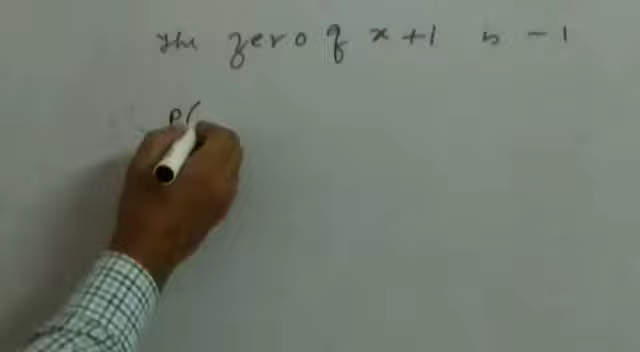 The zero of x + 1 is - 1
P(